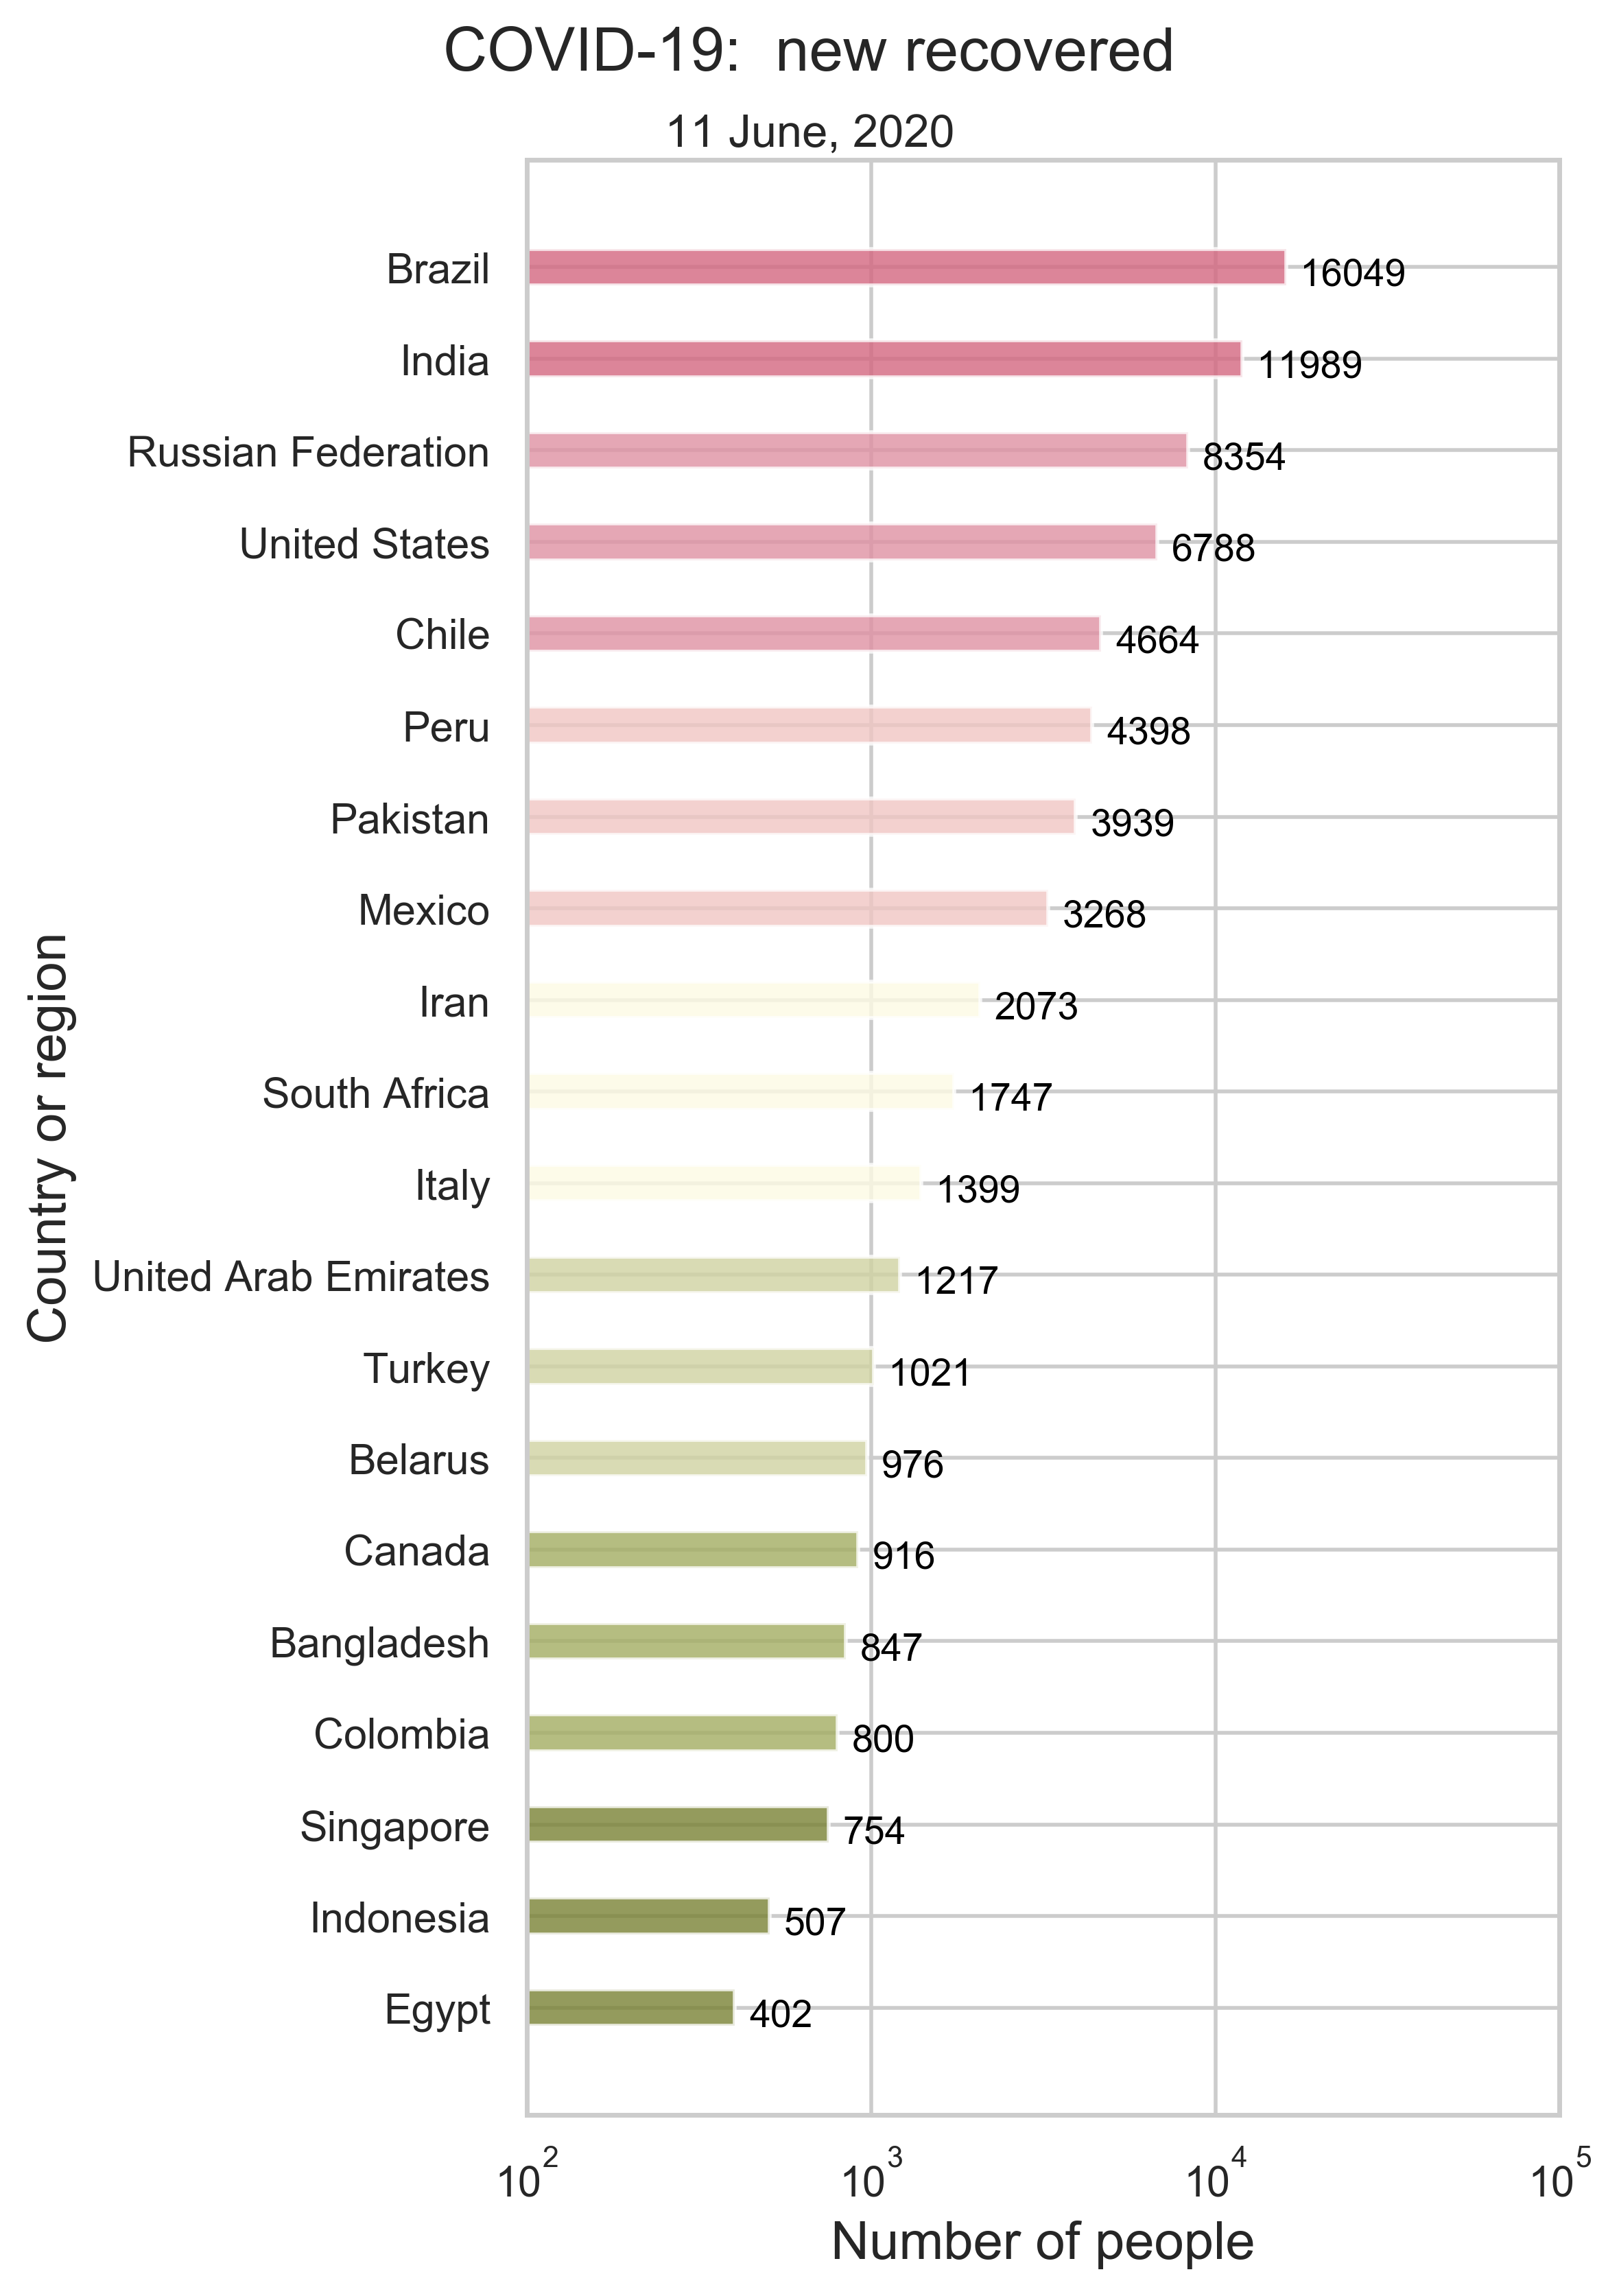 COVID-19:  new recovered
11 June, 2020
Country or region
Brazil 16049
India 11989
Russian Federation 8354
United States 6788
Chile 4664
Peru 4398
Pakistan 3939
Mexico 3268
Iran 2073
South Africa 1747
Italy 1399
United Arab Emirates 1217
Turkey 1021
Belarus 976
Canada 916
Bangladesh 847
Colombia 800
Singapore 754
Indonesia 507
Egypt 402
10² 10³ 10⁴ 10⁵
Number of people